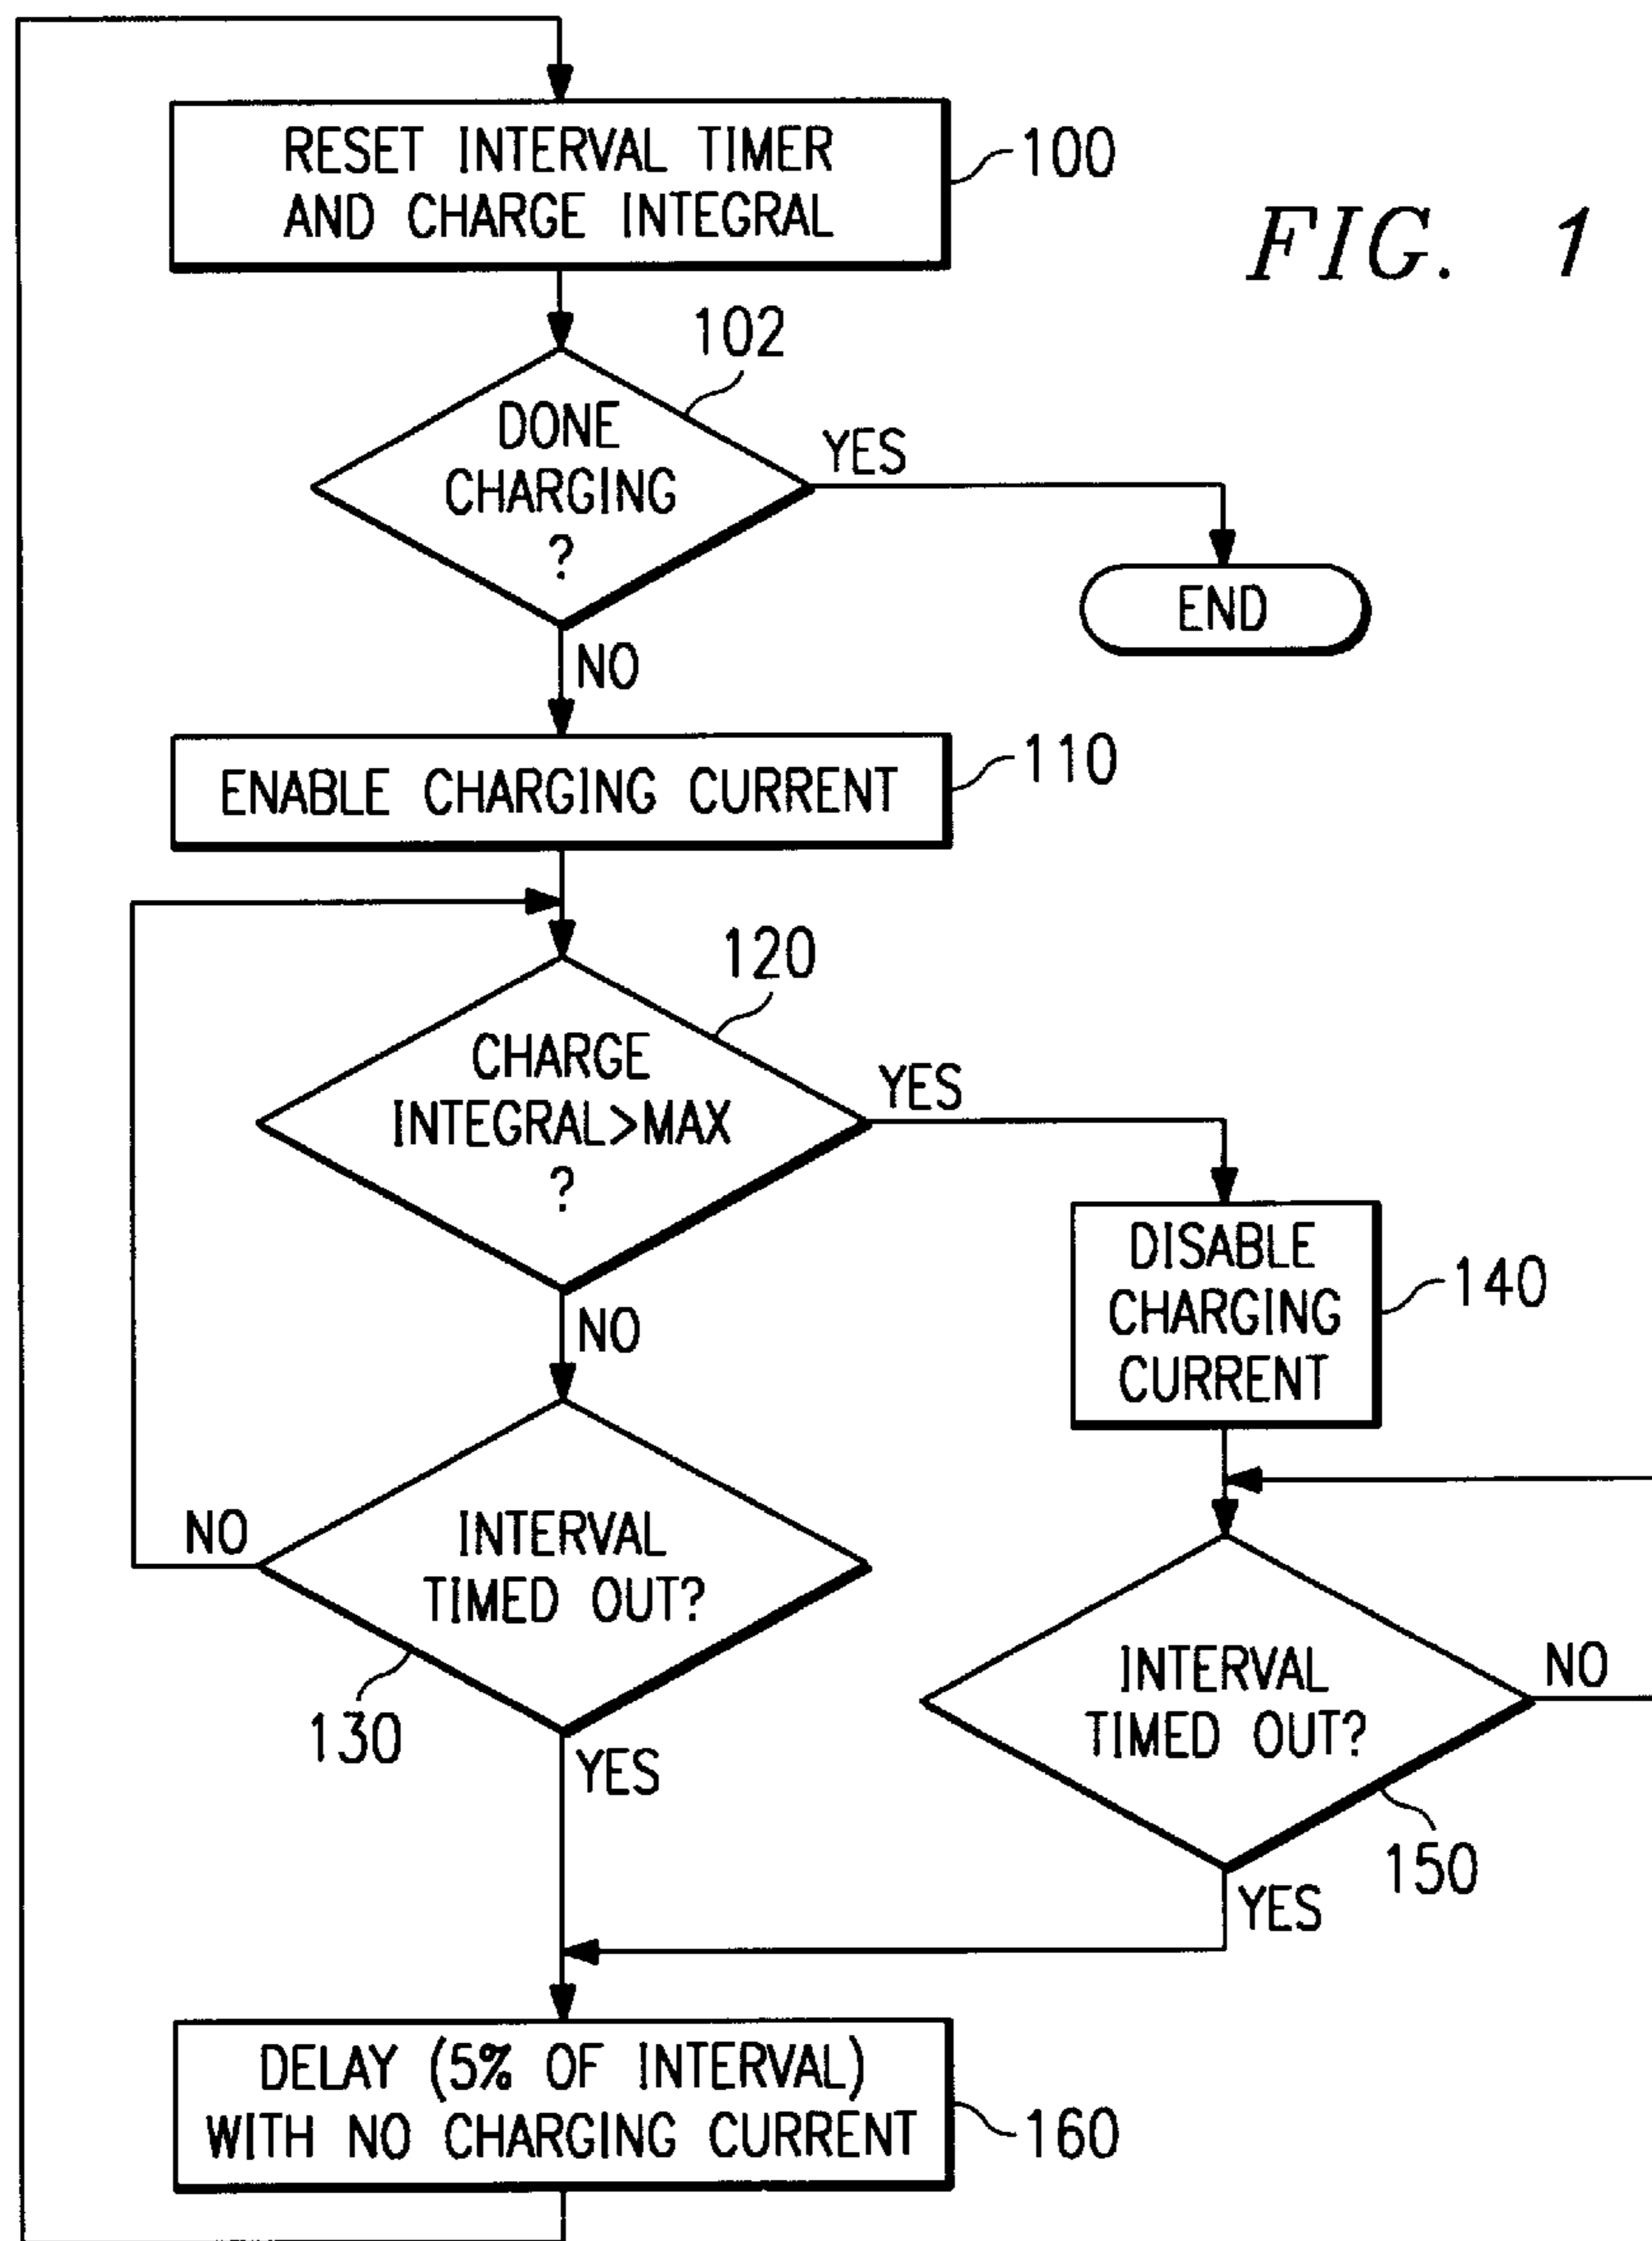 RESET INTERVAL TIMER
AND CHARGE INTEGRAL
100
FIG. 1
102
DONE
CHARGING
?
YES
END
NO
ENABLE CHARGING CURRENT
110
120
CHARGE
INTEGRAL>MAX
?
YES
DISABLE
CHARGING
CURRENT
140
NO
INTERVAL
TIMED OUT?
NO
130
YES
INTERVAL
TIMED OUT?
NO
150
YES
DELAY (5% OF INTERVAL)
WITH NO CHARGING CURRENT
160